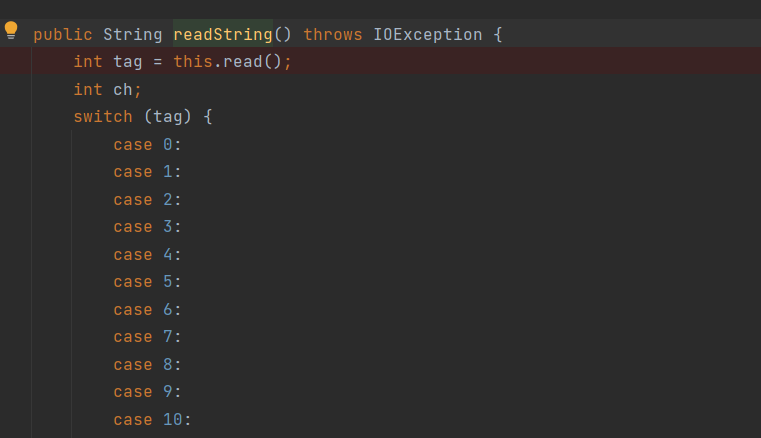 public String readString() throws IOException {
int tag = this.read();
int ch;
switch (tag) {
case 0:
case 1:
case 2:
case 3:
case 4:
case 5:
case 6:
case 7:
case 8:
case 9:
case 10: